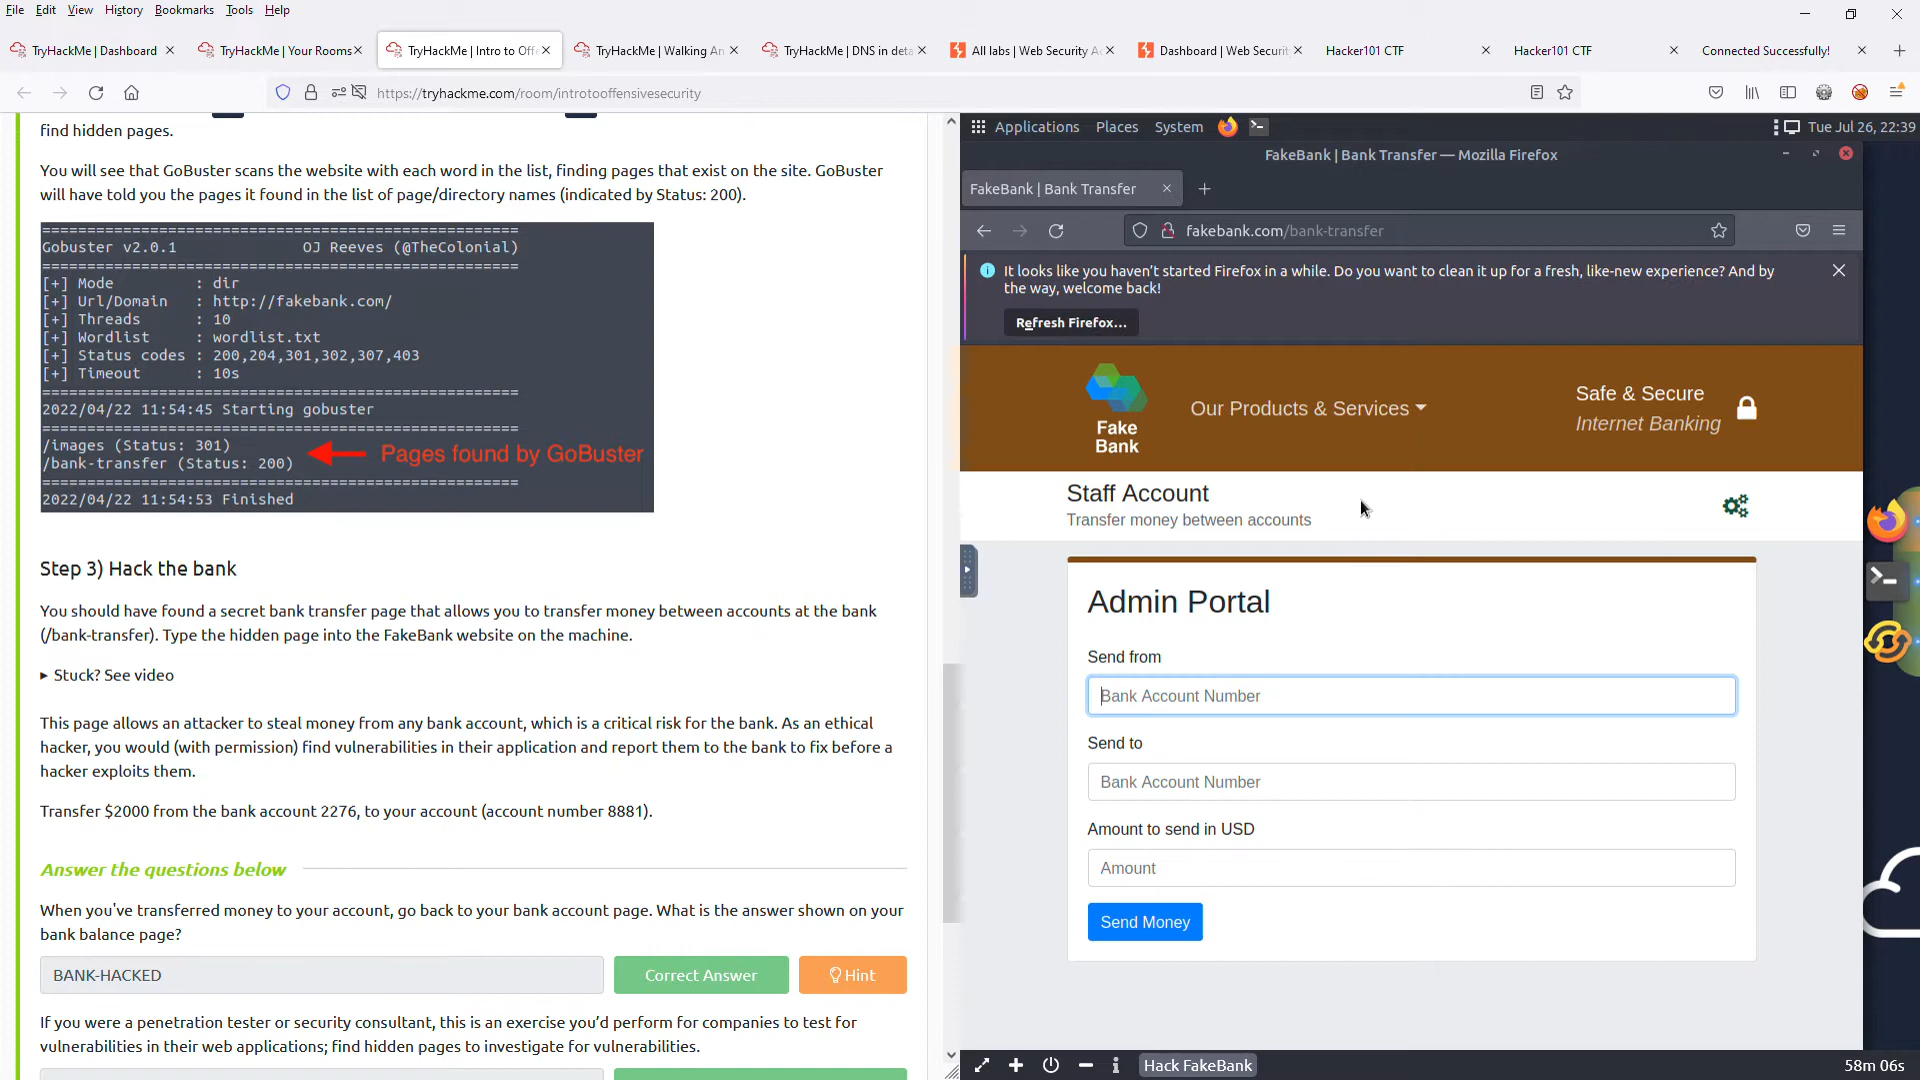 File Edit View History Bookmarks Tools Help
TryHackMe | Dashboard
TryHackMe | Your Rooms
TryHackMe | Intro to Offe
TryHackMe | Walking An
TryHackMe | DNS in deta
All labs | Web Security A
Dashboard | Web Securit
Hacker101 CTF
Hacker101 CTF
Connected Successfully!
https://tryhackme.com/room/introtooffensivesecurity
find hidden pages.
You will see that GoBuster scans the website with each word in the list, finding pages that exist on the site. GoBuster
will have told you the pages it found in the list of page/directory names (indicated by Status: 200).
=====================================================
Gobuster v2.0.1 OJ Reeves (@TheColonial)
=====================================================
[+] Mode : dir
[+] Url/Domain : http://fakebank.com/
[+] Threads : 10
[+] Wordlist : wordlist.txt
[+] Status codes : 200,204,301,302,307,403
[+] Timeout : 10s
=====================================================
2022/04/22 11:54:45 Starting gobuster
=====================================================
/images (Status: 301)
/bank-transfer (Status: 200)
Pages found by GoBuster
=====================================================
2022/04/22 11:54:53 Finished
Step 3) Hack the bank
You should have found a secret bank transfer page that allows you to transfer money between accounts at the bank
(/bank-transfer). Type the hidden page into the FakeBank website on the machine.
▸ Stuck? See video
This page allows an attacker to steal money from any bank account, which is a critical risk for the bank. As an ethical
hacker, you would (with permission) find vulnerabilities in their application and report them to the bank to fix before a
hacker exploits them.
Transfer $2000 from the bank account 2276, to your account (account number 8881).
Answer the questions below
When you've transferred money to your account, go back to your bank account page. What is the answer shown on your
bank balance page?
BANK-HACKED
Correct Answer
Hint
If you were a penetration tester or security consultant, this is an exercise you'd perform for companies to test for
vulnerabilities in their web applications; find hidden pages to investigate for vulnerabilities.
Applications Places System
Tue Jul 26, 22:39
FakeBank | Bank Transfer — Mozilla Firefox
FakeBank | Bank Transfer
fakebank.com/bank-transfer
It looks like you haven't started Firefox in a while. Do you want to clean it up for a fresh, like-new experience? And by
the way, welcome back!
Refresh Firefox...
Fake
Bank
Our Products & Services
Safe & Secure
Internet Banking
Staff Account
Transfer money between accounts
Admin Portal
Send from
Bank Account Number
Send to
Bank Account Number
Amount to send in USD
Amount
Send Money
Hack FakeBank
58m 06s